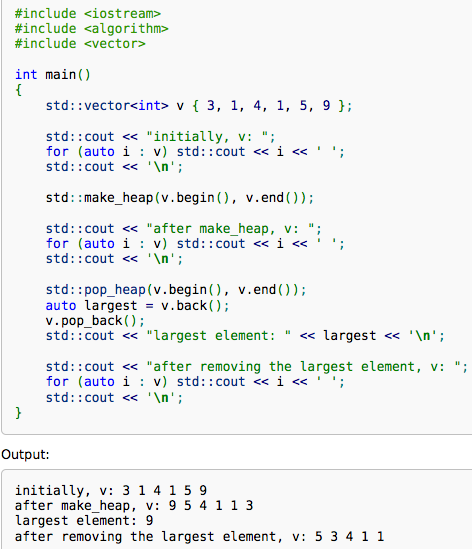 #include <iostream>
#include <algorithm>
#include <vector>
int main()
{
    std::vector<int> v { 3, 1, 4, 1, 5, 9 };
    std::cout << "initially, v: ";
    for (auto i : v) std::cout << i << ' ';
    std::cout << '\n';
    std::make_heap(v.begin(), v.end());
    std::cout << "after make_heap, v: ";
    for (auto i : v) std::cout << i << ' ';
    std::cout << '\n';
    std::pop_heap(v.begin(), v.end());
    auto largest = v.back();
    v.pop_back();
    std::cout << "largest element: " << largest << '\n';
    std::cout << "after removing the largest element, v: ";
    for (auto i : v) std::cout << i << ' ';
    std::cout << '\n';
}
Output:
initially, v: 3 1 4 1 5 9
after make_heap, v: 9 5 4 1 1 3
largest element: 9
after removing the largest element, v: 5 3 4 1 1